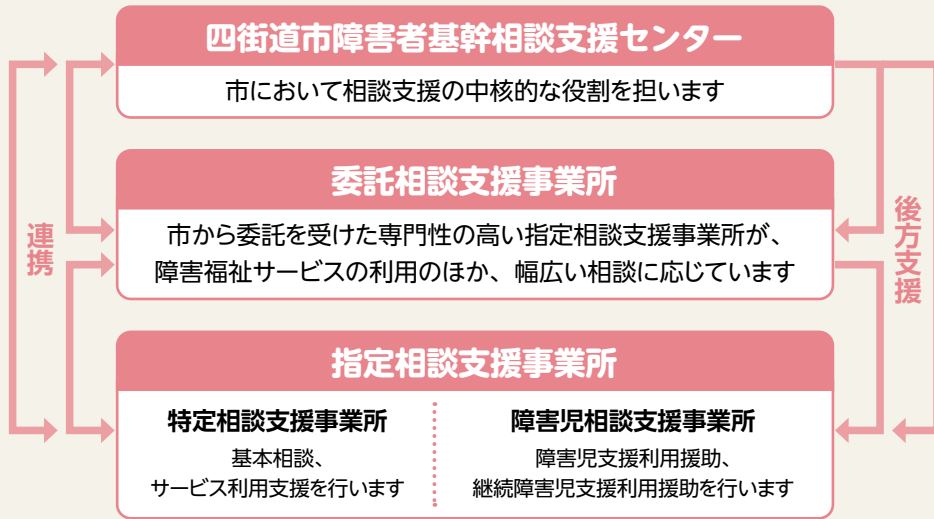 四街道市障害者基幹相談支援センター
市において相談支援の中核的な役割を担います
委託相談支援事業所
市から委託を受けた専門性の高い指定相談支援事業所が、
障害福祉サービスの利用のほか、幅広い相談に応じています
連携
後方支援
指定相談支援事業所
特定相談支援事業所
基本相談、
サービス利用支援を行います
障害児相談支援事業所
障害児支援利用援助、
継続障害児支援利用援助を行います